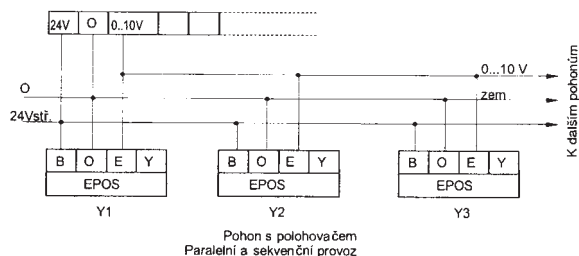 24V O 0..10V
0...10 V
O
zem
24Vstř.
K dalším pohonům
B O E Y B O E Y B O E Y
EPOS EPOS EPOS
Y1 Y2 Y3
Pohon s polohovačem
Paralelní a sekvenční provoz